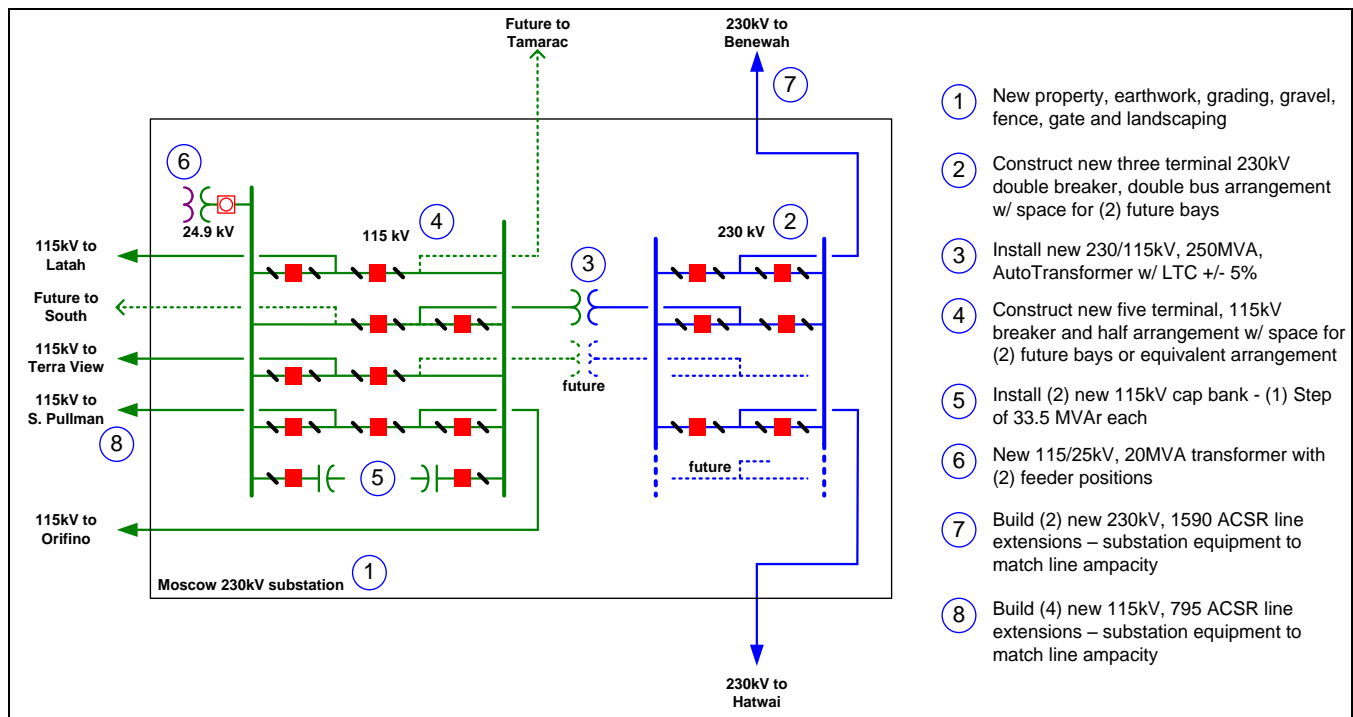 Future to
Tamarac
230kV to
Benewah
7
6
24.9 kV
115 kV
4
230 kV
2
115kV to
Latah
3
Future to
South
115kV to
Terra View
future
115kV to
S. Pullman
8
5
future
115kV to
Orifino
Moscow 230kV substation
1
230kV to
Hatwai
1 New property, earthwork, grading, gravel,
fence, gate and landscaping
2 Construct new three terminal 230kV
double breaker, double bus arrangement
w/ space for (2) future bays
3 Install new 230/115kV, 250MVA,
AutoTransformer w/ LTC +/- 5%
4 Construct new five terminal, 115kV
breaker and half arrangement w/ space for
(2) future bays or equivalent arrangement
5 Install (2) new 115kV cap bank - (1) Step
of 33.5 MVAr each
6 New 115/25kV, 20MVA transformer with
(2) feeder positions
7 Build (2) new 230kV, 1590 ACSR line
extensions – substation equipment to
match line ampacity
8 Build (4) new 115kV, 795 ACSR line
extensions – substation equipment to
match line ampacity